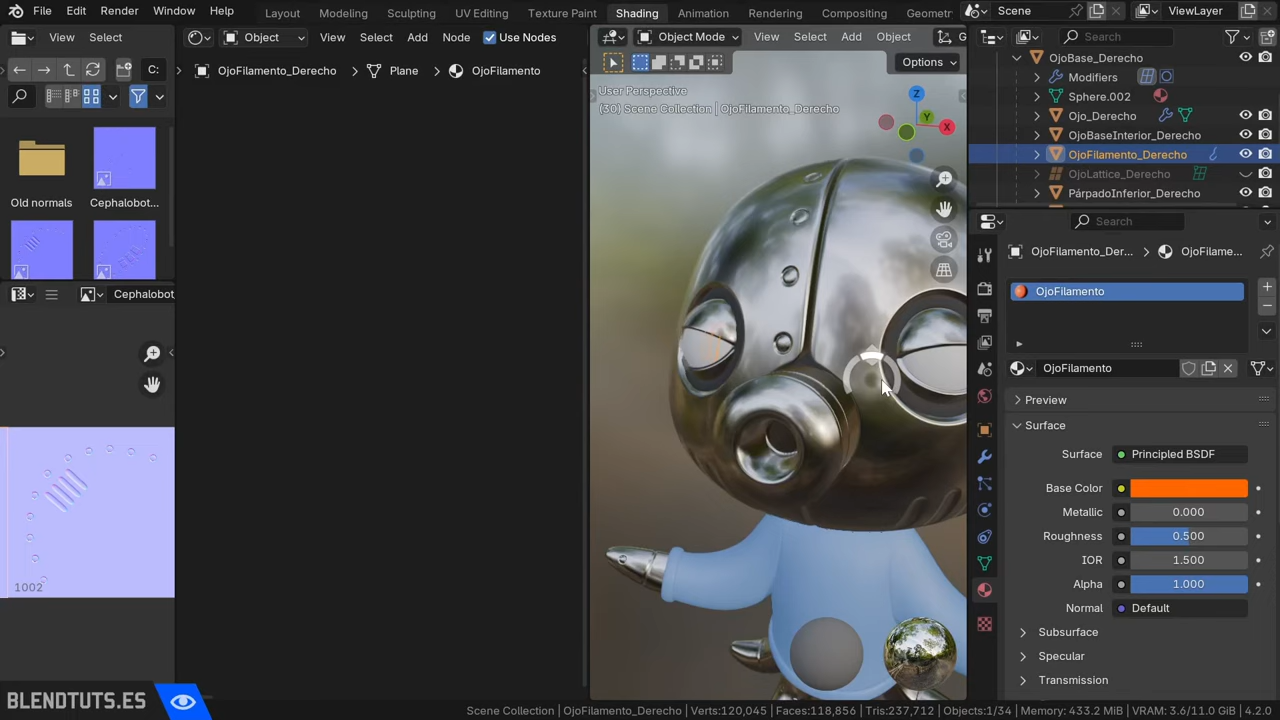 File Edit Render Window Help Layout Modeling Sculpting UV Editing Texture Paint Shading Animation Rendering Compositing Geometr Scene ViewLayer
View Select Object View Select Add Node Use Nodes Object Mode View Select Add Object G Search
C: OjoFilamento_Derecho Plane OjoFilamento Options
User Perspective
(30) Scene Collection | OjoFilamento_Derecho
Z
Y
X
Old normals Cephalobot...
Cephalobot
1002
OjoBase_Derecho
Modifiers
Sphere.002
Ojo_Derecho
OjoBaseInterior_Derecho
OjoFilamento_Derecho
OjoLattice_Derecho
PárpadoInferior_Derecho
Search
OjoFilamento_Der... OjoFilame...
OjoFilamento
OjoFilamento
Preview
Surface
Surface Principled BSDF
Base Color
Metallic 0.000
Roughness 0.500
IOR 1.500
Alpha 1.000
Normal Default
Subsurface
Specular
Transmission
BLENDTUTS.ES
Scene Collection | OjoFilamento_Derecho | Verts:120,045 | Faces:118,856 | Tris:237,712 | Objects:1/34 | Memory: 433.2 MiB | VRAM: 3.6/11.0 GiB | 4.2.0